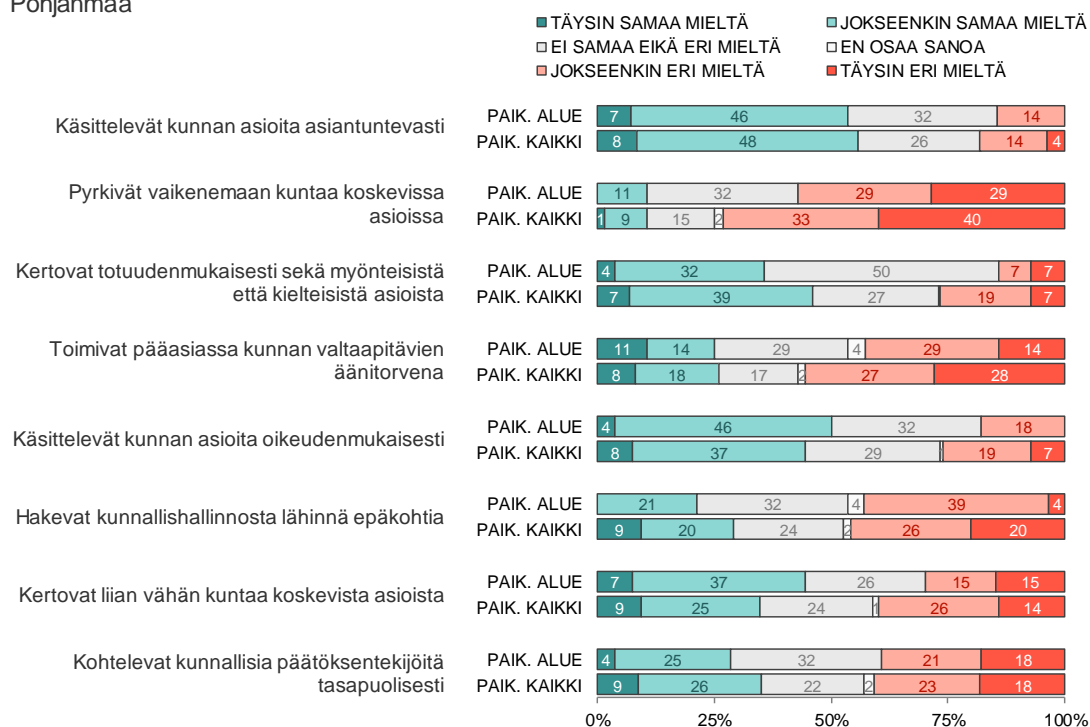 Pohjanmaa
TÄYSIN SAMAA MIELTÄ JOKSEENKIN SAMAA MIELTÄ
EI SAMAA EIKÄ ERI MIELTÄ EN OSAA SANOA
JOKSEENKIN ERI MIELTÄ TÄYSIN ERI MIELTÄ
Käsittelevät kunnan asioita asiantuntevasti
PAIK. ALUE 7 46 32 14
PAIK. KAIKKI 8 48 26 14 4
Pyrkivät vaikenemaan kuntaa koskevissa
asioissa
PAIK. ALUE 11 32 29 29
PAIK. KAIKKI 1 9 15 2 33 40
Kertovat totuudenmukaisesti sekä myönteisistä
että kielteisistä asioista
PAIK. ALUE 4 32 50 7 7
PAIK. KAIKKI 7 39 27 19 7
Toimivat pääasiassa kunnan valtaapitävien
äänitorvena
PAIK. ALUE 11 14 29 4 29 14
PAIK. KAIKKI 8 18 17 2 27 28
Käsittelevät kunnan asioita oikeudenmukaisesti
PAIK. ALUE 4 46 32 18
PAIK. KAIKKI 8 37 29 19 7
Hakevat kunnallishallinnosta lähinnä epäkohtia
PAIK. ALUE 21 32 4 39 4
PAIK. KAIKKI 9 20 24 2 26 20
Kertovat liian vähän kuntaa koskevista asioista
PAIK. ALUE 7 37 26 15 15
PAIK. KAIKKI 9 25 24 1 26 14
Kohtelevat kunnallisia päätöksentekijöitä
tasapuolisesti
PAIK. ALUE 4 25 32 21 18
PAIK. KAIKKI 9 26 22 2 23 18
0% 25% 50% 75% 100%